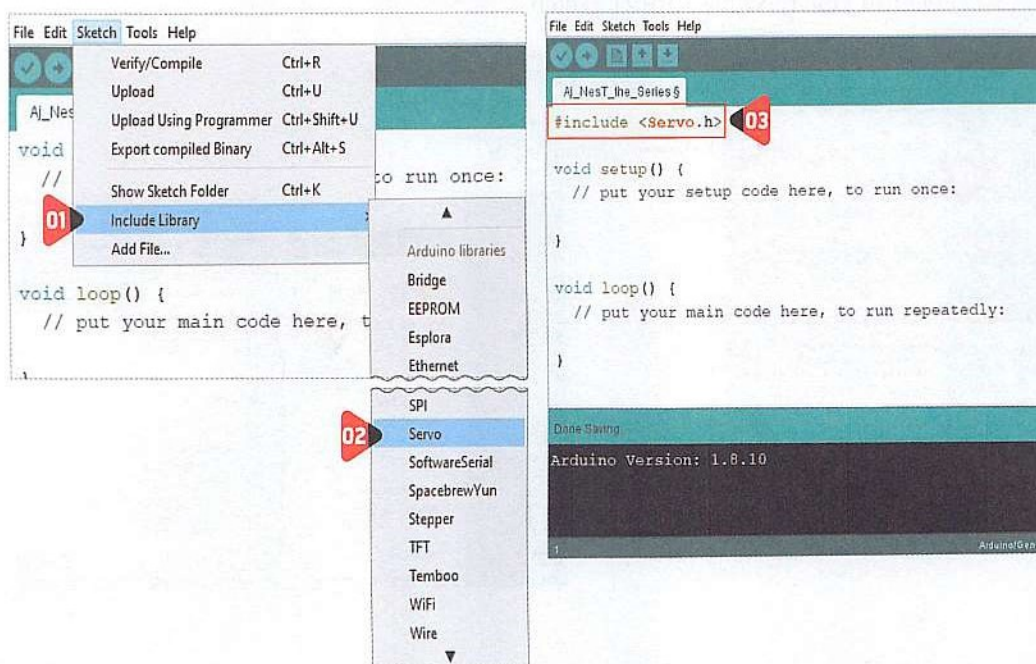 File Edit Sketch Tools Help
Verify/Compile Ctrl+R
Upload Ctrl+U
Upload Using Programmer Ctrl+Shift+U
Export compiled Binary Ctrl+Alt+S
Show Sketch Folder Ctrl+K
Include Library
Add File...
Aj_Nes
void
// to run once:
01
}
void loop() {
// put your main code here, t
Arduino libraries
Bridge
EEPROM
Esplora
Ethernet
SPI
02
Servo
SoftwareSerial
SpacebrewYun
Stepper
TFT
Temboo
WiFi
Wire
File Edit Sketch Tools Help
Aj_NesT_the_Series §
#include <Servo.h>
03
void setup() {
// put your setup code here, to run once:
}
void loop() {
// put your main code here, to run repeatedly:
}
Done Saving.
Arduino Version: 1.8.10
1
Arduino/Gen